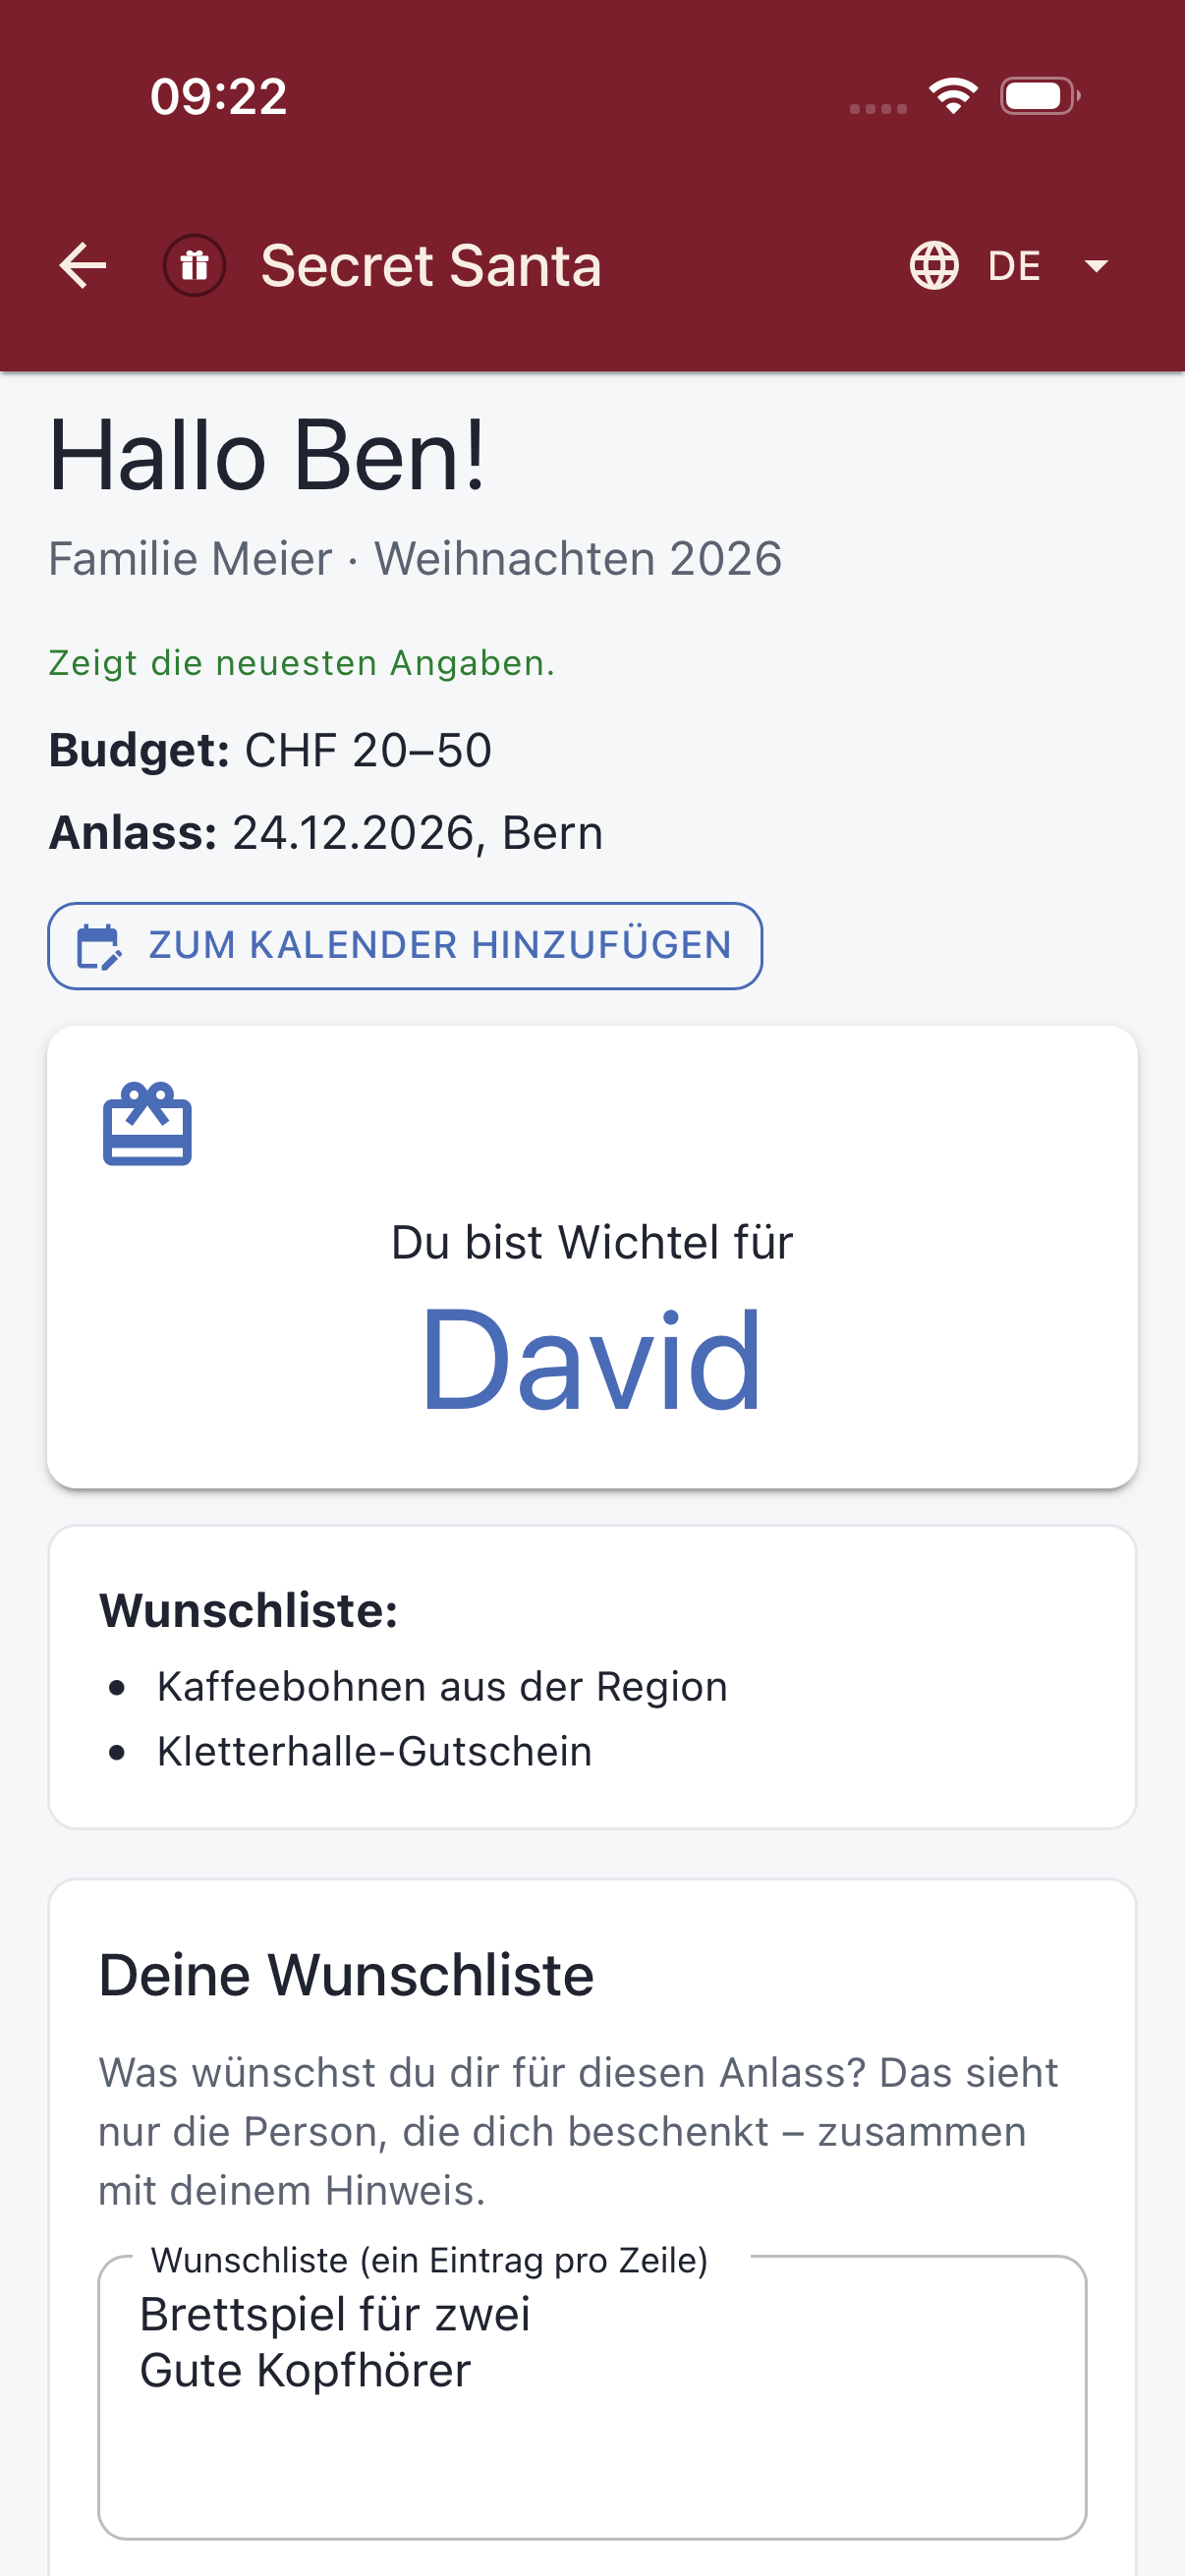 09:22
Secret Santa
DE
Hallo Ben!
Familie Meier · Weihnachten 2026
Zeigt die neuesten Angaben.
Budget: CHF 20–50
Anlass: 24.12.2026, Bern
ZUM KALENDER HINZUFÜGEN
Du bist Wichtel für
David
Wunschliste:
• Kaffeebohnen aus der Region
• Kletterhalle-Gutschein
Deine Wunschliste
Was wünschst du dir für diesen Anlass? Das sieht
nur die Person, die dich beschenkt – zusammen
mit deinem Hinweis.
Wunschliste (ein Eintrag pro Zeile)
Brettspiel für zwei
Gute Kopfhörer